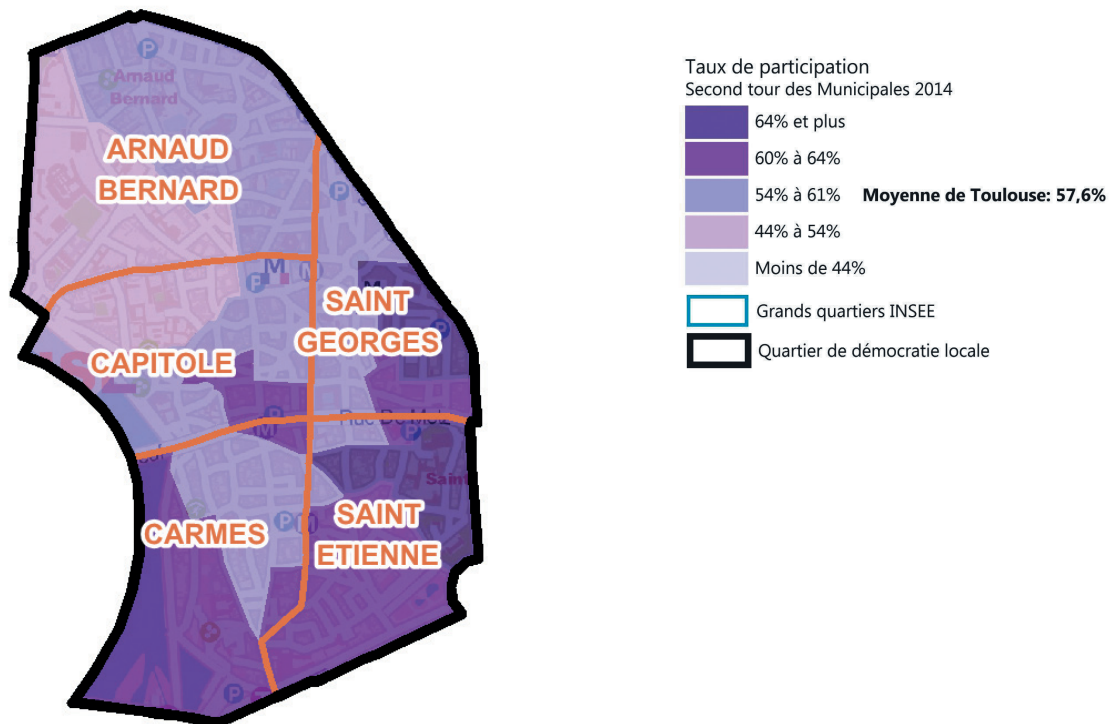 Arnaud
Bernard
ARNAUD
BERNARD
SAINT
GEORGES
CAPITOLE
Rue De Metz
CARMES
SAINT
ETIENNE
Saint
P
M
Taux de participation
Second tour des Municipales 2014
64% et plus
60% à 64%
54% à 61% Moyenne de Toulouse: 57,6%
44% à 54%
Moins de 44%
Grands quartiers INSEE
Quartier de démocratie locale